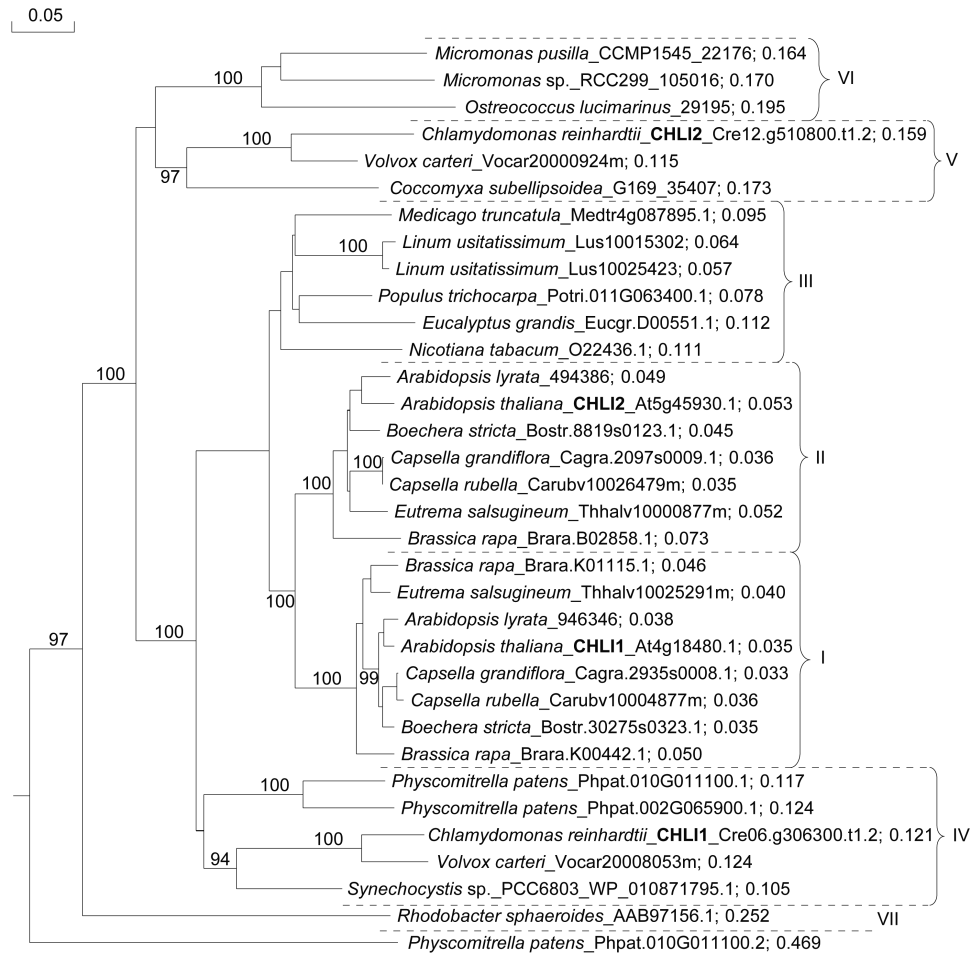 0.05
Micromonas pusilla_CCMP1545_22176; 0.164
100
VI
Micromonas sp._RCC299_105016; 0.170
Ostreococcus lucimarinus_29195; 0.195
Chlamydomonas reinhardtii_CHLI2_Cre12.g510800.t1.2; 0.159
100
V
Volvox carteri_Vocar20000924m; 0.115
97
Coccomyxa subellipsoidea_G169_35407; 0.173
Medicago truncatula_Medtr4g087895.1; 0.095
100
Linum usitatissimum_Lus10015302; 0.064
Linum usitatissimum_Lus10025423; 0.057
III
Populus trichocarpa_Potri.011G063400.1; 0.078
Eucalyptus grandis_Eucgr.D00551.1; 0.112
Nicotiana tabacum_O22436.1; 0.111
100
Arabidopsis lyrata_494386; 0.049
Arabidopsis thaliana_CHLI2_At5g45930.1; 0.053
Boechera stricta_Bostr.8819s0123.1; 0.045
100
Capsella grandiflora_Cagra.2097s0009.1; 0.036
II
100
Capsella rubella_Carubv10026479m; 0.035
Eutrema salsugineum_Thhalv10000877m; 0.052
Brassica rapa_Brara.B02858.1; 0.073
Brassica rapa_Brara.K01115.1; 0.046
100
Eutrema salsugineum_Thhalv10025291m; 0.040
Arabidopsis lyrata_946346; 0.038
97
100
Arabidopsis thaliana_CHLI1_At4g18480.1; 0.035
I
100
99
Capsella grandiflora_Cagra.2935s0008.1; 0.033
Capsella rubella_Carubv10004877m; 0.036
Boechera stricta_Bostr.30275s0323.1; 0.035
Brassica rapa_Brara.K00442.1; 0.050
100
Physcomitrella patens_Phpat.010G011100.1; 0.117
Physcomitrella patens_Phpat.002G065900.1; 0.124
100
Chlamydomonas reinhardtii_CHLI1_Cre06.g306300.t1.2; 0.121
IV
94
Volvox carteri_Vocar20008053m; 0.124
Synechocystis sp._PCC6803_WP_010871795.1; 0.105
Rhodobacter sphaeroides_AAB97156.1; 0.252
VII
Physcomitrella patens_Phpat.010G011100.2; 0.469